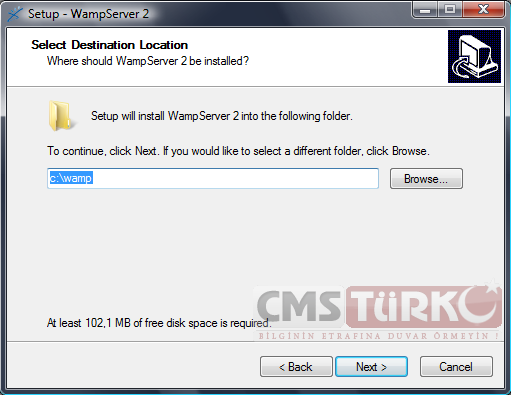 Setup - WampServer 2
Select Destination Location
Where should WampServer 2 be installed?
Setup will install WampServer 2 into the following folder.
To continue, click Next. If you would like to select a different folder, click Browse.
c:\wamp
Browse...
CMSTÜRK
BİLGİNİN ETRAFINA DUVAR ÖRMEYİN !
At least 102,1 MB of free disk space is required.
< Back
Next >
Cancel